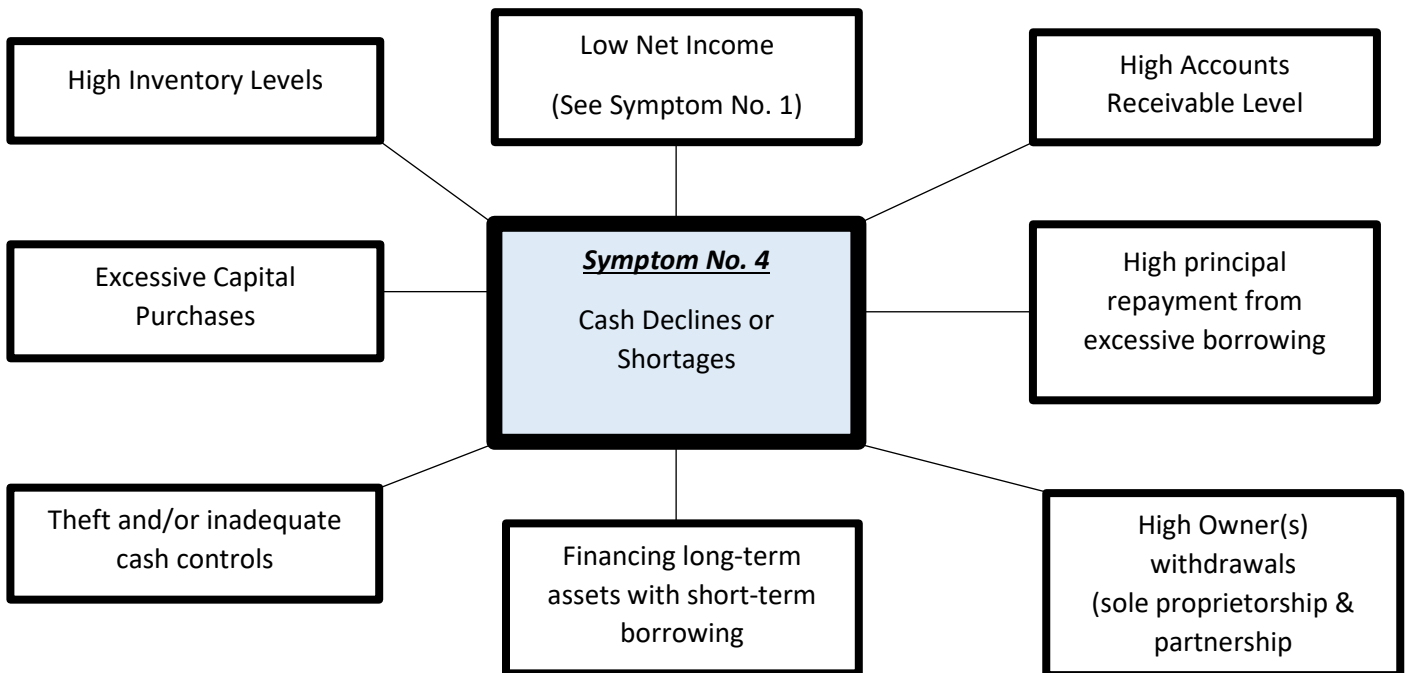 High Inventory Levels
Low Net Income
(See Symptom No. 1)
High Accounts
Receivable Level
Excessive Capital
Purchases
Symptom No. 4
Cash Declines or
Shortages
High principal
repayment from
excessive borrowing
Theft and/or inadequate
cash controls
Financing long-term
assets with short-term
borrowing
High Owner(s)
withdrawals
(sole proprietorship &
partnership